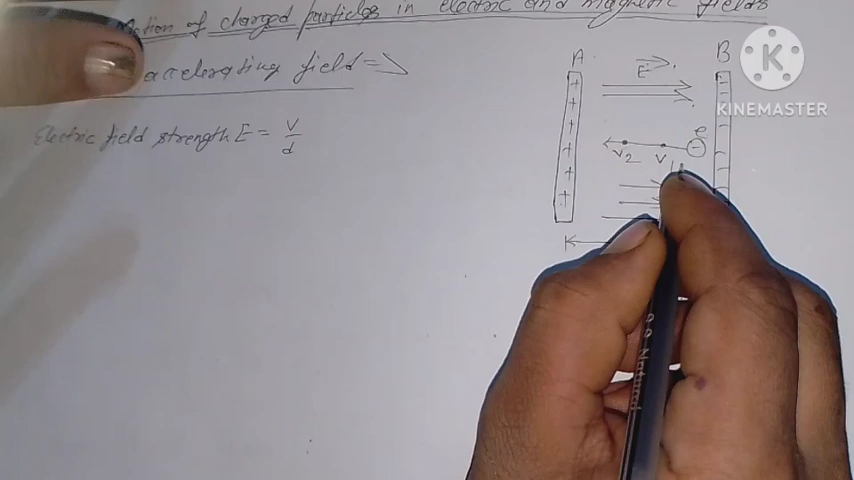 Motion of charged particles in electric and magnetic fields
accelerating field =>
Electric field strength E = V/d
A
B
E
e
V2
V
K
KINEMASTER